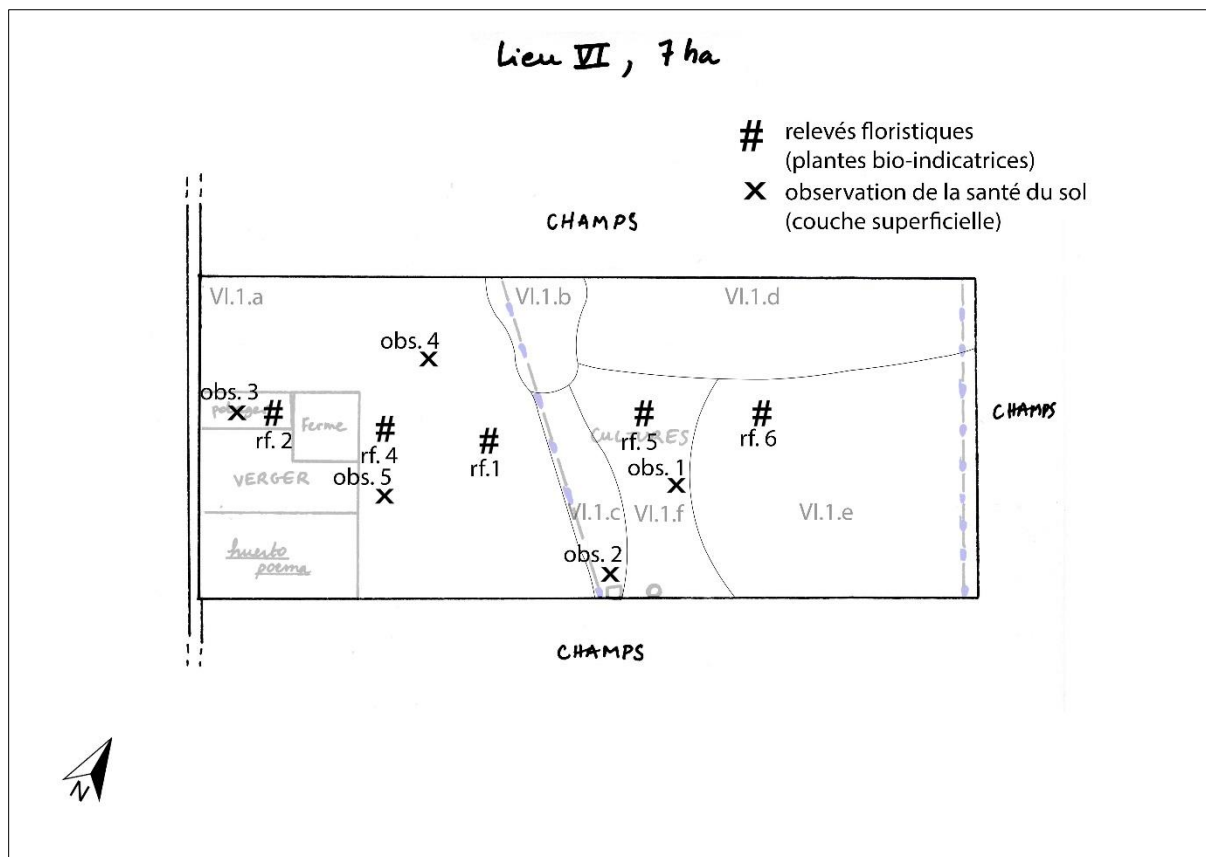 Lieu VI, 7 ha
# relevés floristiques
(plantes bio-indicatrices)
x observation de la santé du sol
(couche superficielle)
CHAMPS
VI.1.a
VI.1.b
VI.1.d
obs. 4
obs. 3
potager
rf. 2
Ferme
rf. 4
rf.1
CULTURES
rf. 5
rf. 6
CHAMPS
VERGER
obs. 5
obs. 1
VI.1.c
VI.1.f
VI.1.e
huerto
poema
obs. 2
CHAMPS
N